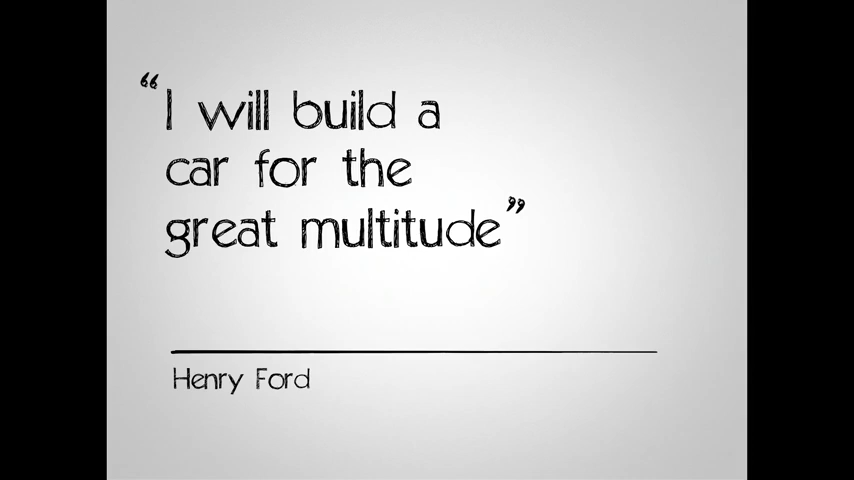 “I will build a
car for the
great multitude”
Henry Ford